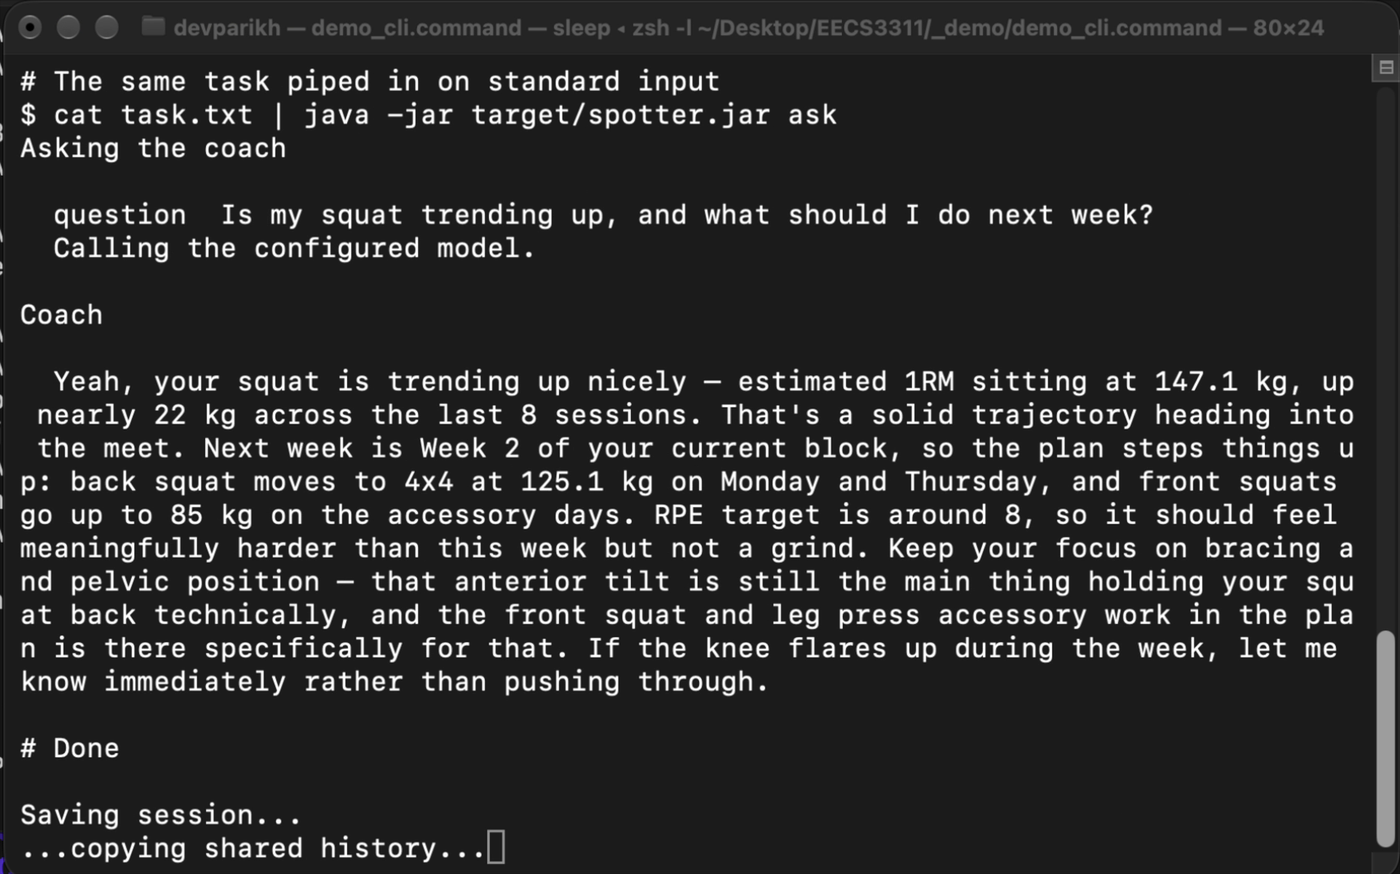 devparikh — demo_cli.command — sleep ◂ zsh -l ~/Desktop/EECS3311/_demo/demo_cli.command — 80×24
# The same task piped in on standard input
$ cat task.txt | java -jar target/spotter.jar ask
Asking the coach
question  Is my squat trending up, and what should I do next week?
Calling the configured model.
Coach
Yeah, your squat is trending up nicely — estimated 1RM sitting at 147.1 kg, up
nearly 22 kg across the last 8 sessions. That's a solid trajectory heading into
the meet. Next week is Week 2 of your current block, so the plan steps things u
p: back squat moves to 4x4 at 125.1 kg on Monday and Thursday, and front squats
go up to 85 kg on the accessory days. RPE target is around 8, so it should feel
meaningfully harder than this week but not a grind. Keep your focus on bracing a
nd pelvic position — that anterior tilt is still the main thing holding your squ
at back technically, and the front squat and leg press accessory work in the pla
n is there specifically for that. If the knee flares up during the week, let me
know immediately rather than pushing through.
# Done
Saving session...
...copying shared history...